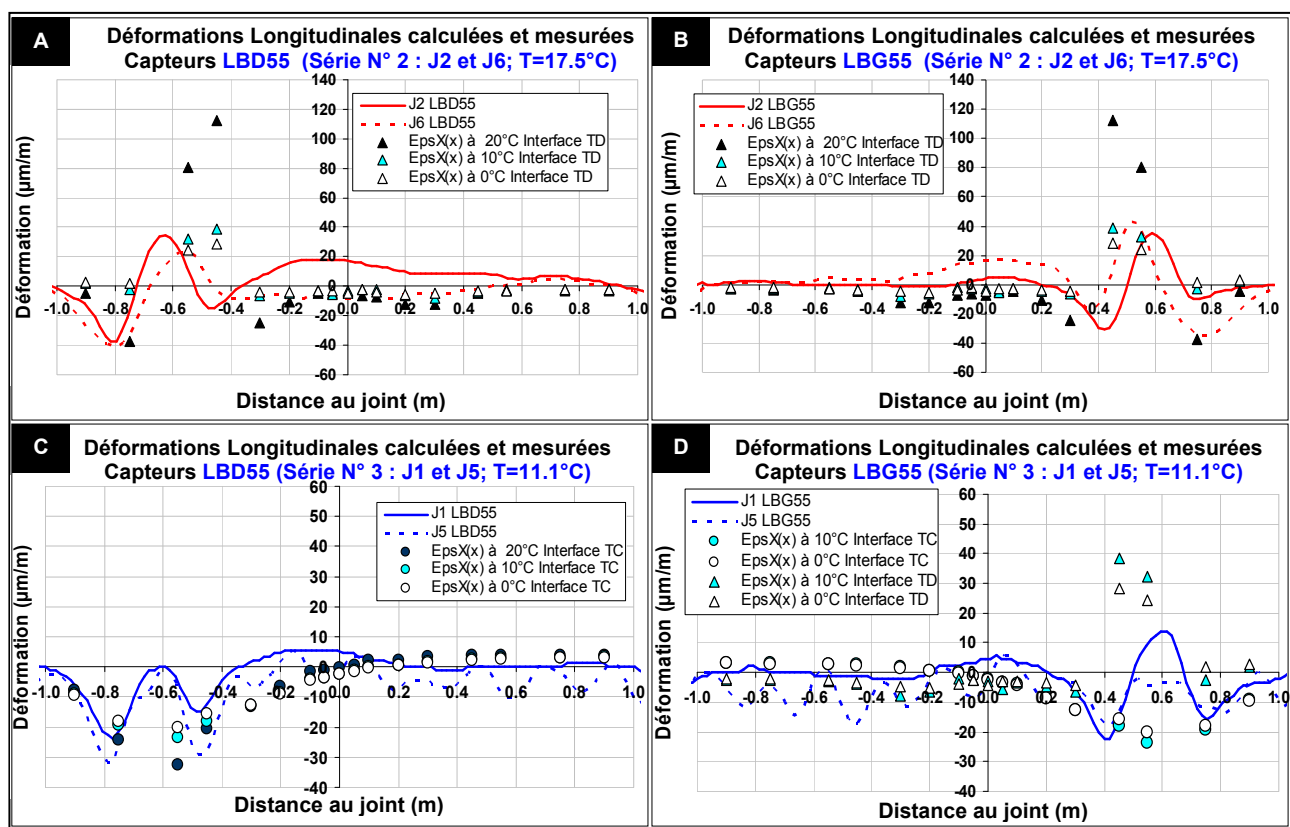 A
Déformations Longitudinales calculées et mesurées
Capteurs LBD55 (Série N° 2 : J2 et J6; T=17.5°C)
140
120
100
80
60
40
20
0
-20
-40
-60
J2 LBD55
J6 LBD55
EpsX(x) à 20°C Interface TD
EpsX(x) à 10°C Interface TD
EpsX(x) à 0°C Interface TD
-1.0 -0.8 -0.6 -0.4 -0.2 0.0 0.2 0.4 0.6 0.8 1.0
Déformation (µm/m)
Distance au joint (m)
B
Déformations Longitudinales calculées et mesurées
Capteurs LBG55 (Série N° 2 : J2 et J6; T=17.5°C)
140
120
100
80
60
40
20
0
-20
-40
-60
J2 LBG55
J6 LBG55
EpsX(x) à 20°C Interface TD
EpsX(x) à 10°C Interface TD
EpsX(x) à 0°C Interface TD
-1.0 -0.8 -0.6 -0.4 -0.2 0.0 0.2 0.4 0.6 0.8 1.0
Déformation (µm/m)
Distance au joint (m)
C
Déformations Longitudinales calculées et mesurées
Capteurs LBD55 (Série N° 3 : J1 et J5; T=11.1°C)
60
50
40
30
20
10
0
-10
-20
-30
-40
J1 LBD55
J5 LBD55
EpsX(x) à 20°C Interface TC
EpsX(x) à 10°C Interface TC
EpsX(x) à 0°C Interface TC
-1.0 -0.8 -0.6 -0.4 -0.2 0.0 0.2 0.4 0.6 0.8 1.0
Déformation (µm/m)
Distance au joint (m)
D
Déformations Longitudinales calculées et mesurées
Capteurs LBG55 (Série N° 3 : J1 et J5; T=11.1°C)
60
50
40
30
20
10
0
-10
-20
-30
-40
J1 LBG55
J5 LBG55
EpsX(x) à 10°C Interface TC
EpsX(x) à 0°C Interface TC
EpsX(x) à 10°C Interface TD
EpsX(x) à 0°C Interface TD
-1.0 -0.8 -0.6 -0.4 -0.2 0.0 0.2 0.4 0.6 0.8 1.0
Déformation (µm/m)
Distance au joint (m)